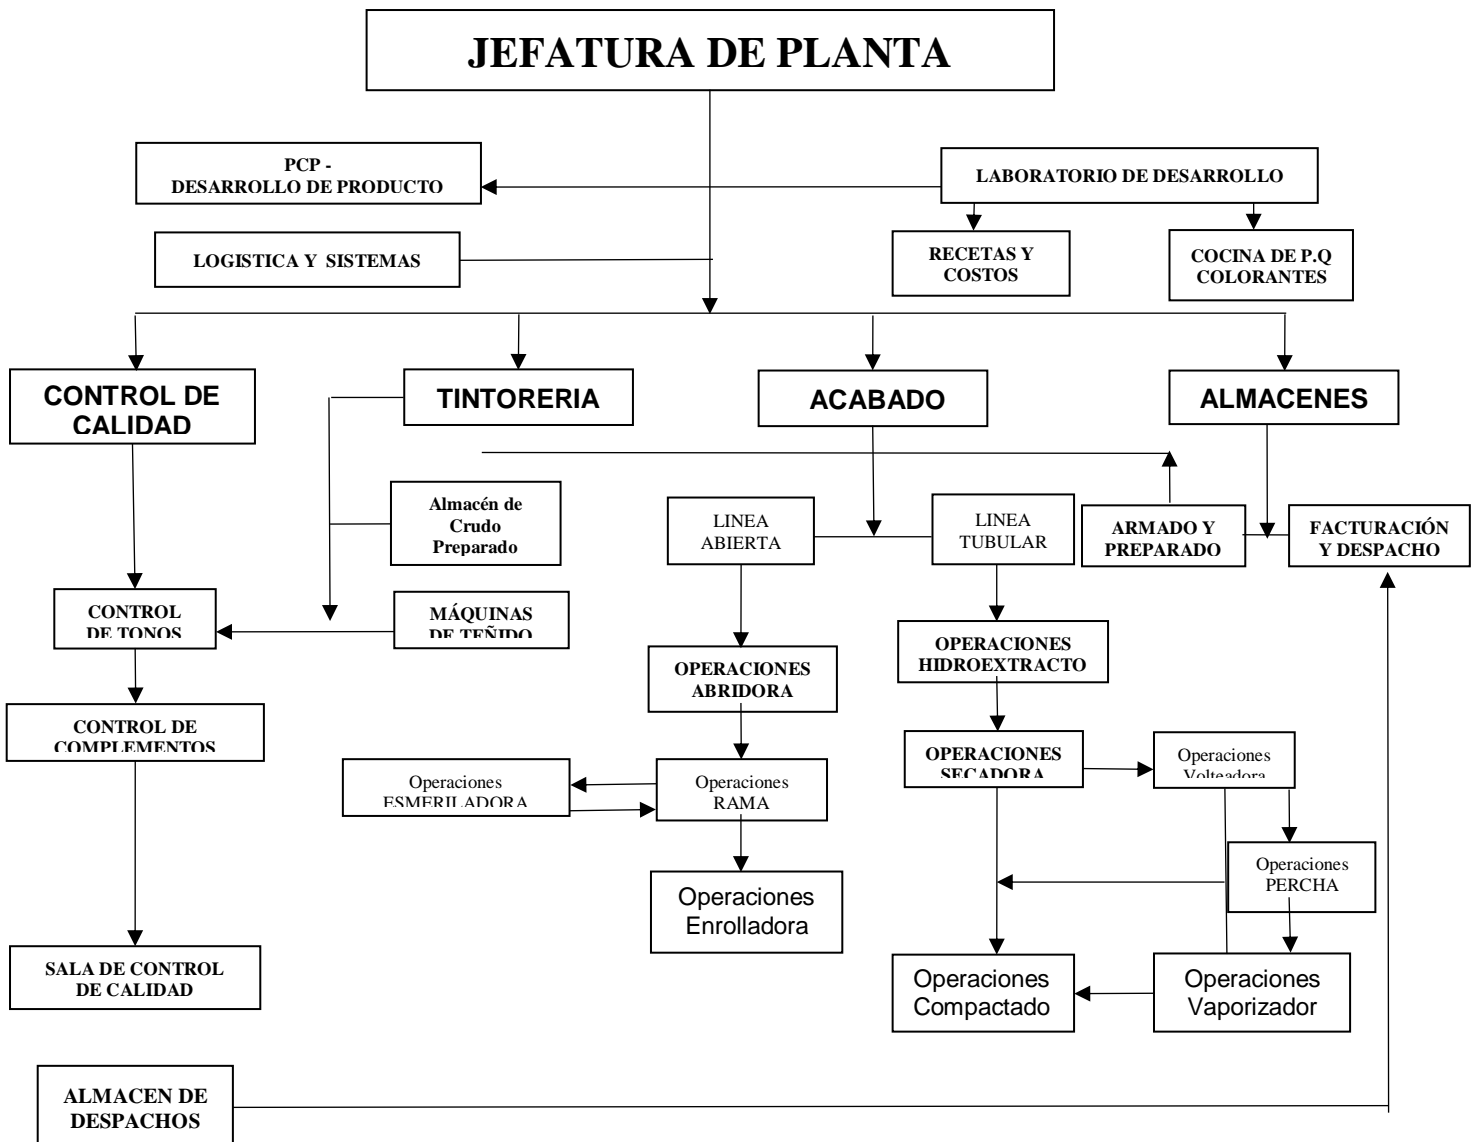 JEFATURA DE PLANTA
PCP -
DESARROLLO DE PRODUCTO
LABORATORIO DE DESARROLLO
LOGISTICA Y SISTEMAS
RECETAS Y
COSTOS
COCINA DE P.Q
COLORANTES
CONTROL DE
CALIDAD
TINTORERIA
ACABADO
ALMACENES
Almacén de
Crudo
Preparado
LINEA
ABIERTA
LINEA
TUBULAR
ARMADO Y
PREPARADO
FACTURACIÓN
Y DESPACHO
CONTROL
DE TONOS
MÁQUINAS
DE TEÑIDO
OPERACIONES
ABRIDORA
OPERACIONES
HIDROEXTRACTO
CONTROL DE
COMPLEMENTOS
OPERACIONES
SECADORA
Operaciones
Volteadora
Operaciones
ESMERILADORA
Operaciones
RAMA
Operaciones
PERCHA
Operaciones
Enrolladora
SALA DE CONTROL
DE CALIDAD
Operaciones
Compactado
Operaciones
Vaporizador
ALMACEN DE
DESPACHOS